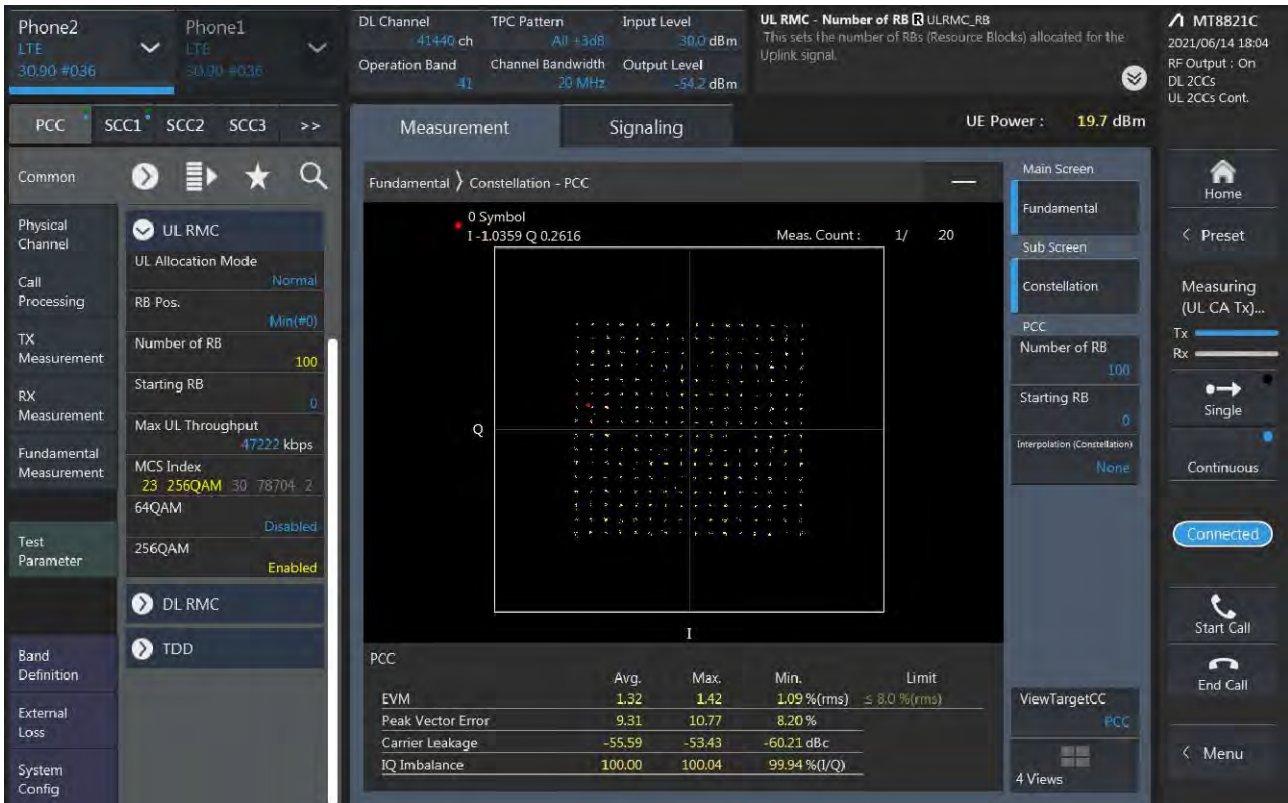 Phone2
LTE
30.90 #036
Phone1
LTE
30.90 #036
DL Channel
41440 ch
TPC Pattern
All +3dB
Input Level
30.0 dBm
Operation Band
41
Channel Bandwidth
20 MHz
Output Level
-54.2 dBm
UL RMC - Number of RB R ULRMC_RB
This sets the number of RBs (Resource Blocks) allocated for the
Uplink signal.
MT8821C
2021/06/14 18:04
RF Output : On
DL 2CCs
UL 2CCs Cont.
PCC SCC1 SCC2 SCC3 >>
Measurement
Signaling
UE Power : 19.7 dBm
Common
Physical
Channel
Call
Processing
TX
Measurement
RX
Measurement
Fundamental
Measurement
Test
Parameter
Band
Definition
External
Loss
System
Config
UL RMC
UL Allocation Mode
Normal
RB Pos.
Min(#0)
Number of RB
100
Starting RB
0
Max UL Throughput
47222 kbps
MCS Index
23 256QAM 30 78704 2
64QAM
Disabled
256QAM
Enabled
DL RMC
TDD
Fundamental 〉 Constellation - PCC
0 Symbol
I -1.0359 Q 0.2616
Meas. Count : 1/ 20
Q
I
PCC
Avg. Max. Min. Limit
EVM 1.32 1.42 1.09 %(rms) ≤ 8.0 %(rms)
Peak Vector Error 9.31 10.77 8.20 %
Carrier Leakage -55.59 -53.43 -60.21 dBc
IQ Imbalance 100.00 100.04 99.94 %(I/Q)
Main Screen
Fundamental
Sub Screen
Constellation
PCC
Number of RB
100
Starting RB
0
Interpolation (Constellation)
None
ViewTargetCC
PCC
4 Views
Home
< Preset
Measuring
(UL CA Tx)...
Tx
Rx
Single
Continuous
Connected
Start Call
End Call
< Menu